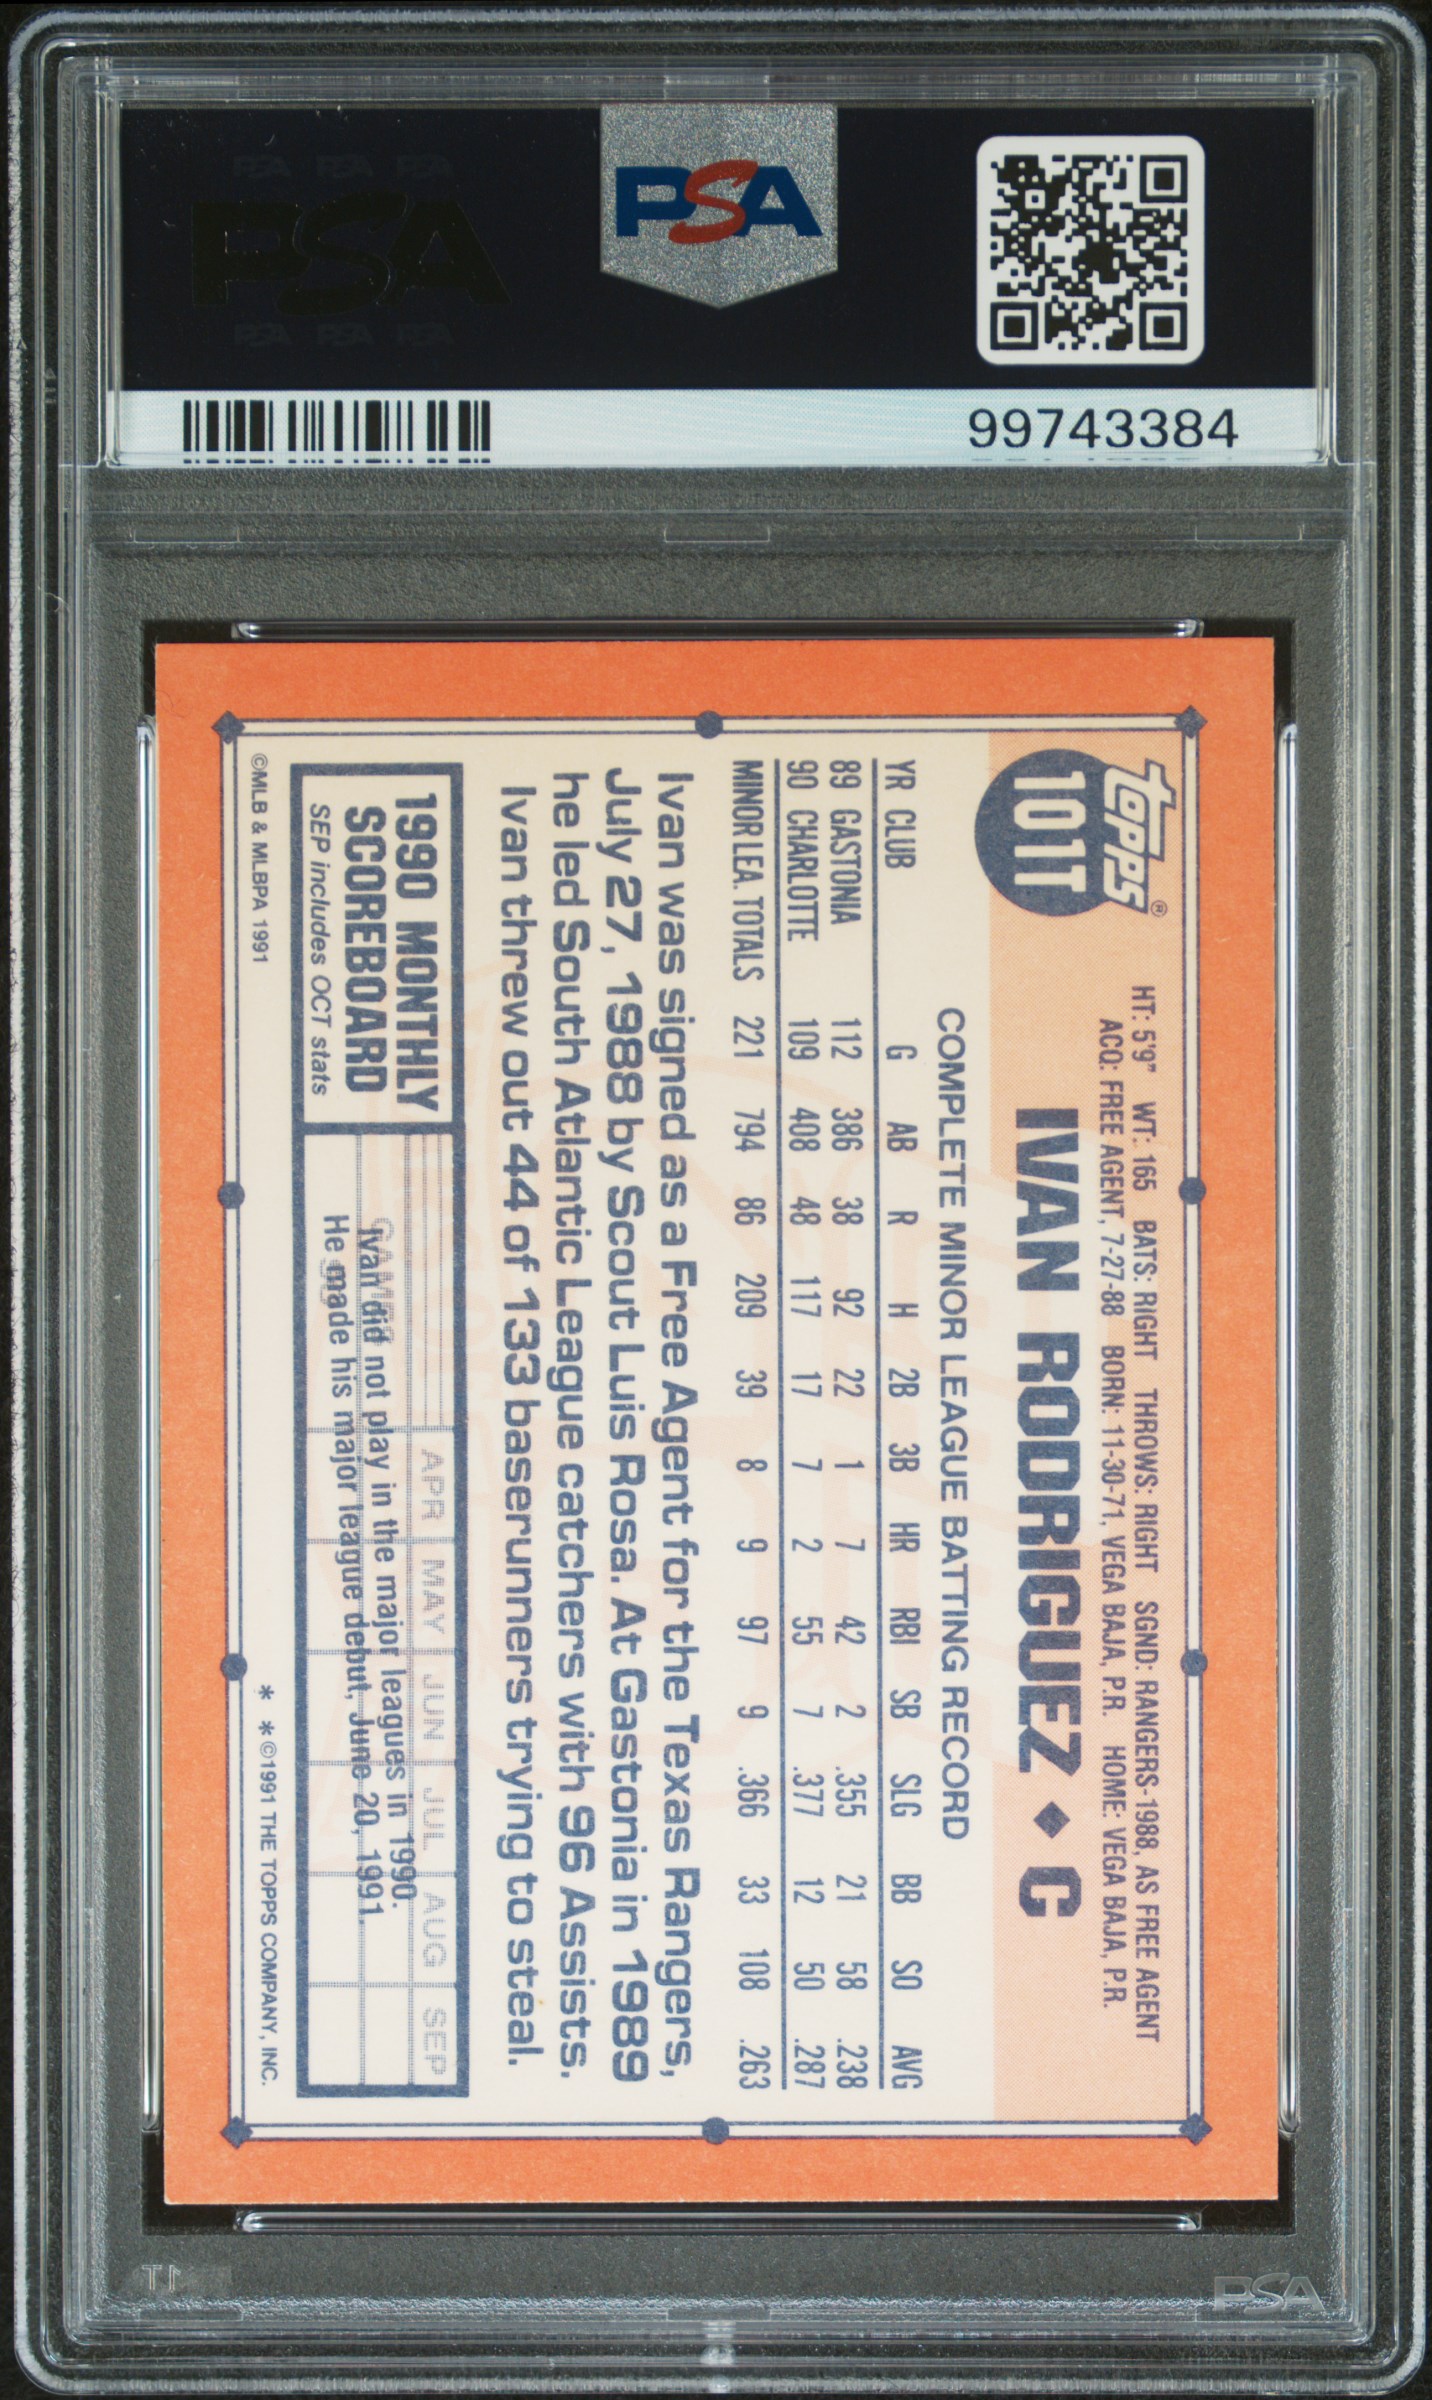 PSA PSA PSA
PSA
PSA PSA PSA
PSA
99743384
topps®
101T
HT: 5'9" WT: 165 BATS: RIGHT THROWS: RIGHT SGND: RANGERS-1988, AS FREE AGENT
ACQ: FREE AGENT, 7-27-88 BORN: 11-30-71, VEGA BAJA, P.R. HOME: VEGA BAJA, P.R.
IVAN RODRIGUEZ ♦ C
COMPLETE MINOR LEAGUE BATTING RECORD
YR CLUB G AB R H 2B 3B HR RBI SB SLG BB SO AVG
89 GASTONIA 112 386 38 92 22 1 7 42 2 .355 21 58 .238
90 CHARLOTTE 109 408 48 117 17 7 2 55 7 .377 12 50 .287
MINOR LEA. TOTALS 221 794 86 209 39 8 9 97 9 .366 33 108 .263
Ivan was signed as a Free Agent for the Texas Rangers,
July 27, 1988 by Scout Luis Rosa. At Gastonia in 1989
he led South Atlantic League catchers with 96 Assists.
Ivan threw out 44 of 133 baserunners trying to steal.
1990 MONTHLY
SCOREBOARD
SEP includes OCT stats
APR MAY JUN JUL AUG SEP
GAMES
Ivan did not play in the major leagues in 1990.
He made his major league debut, June 20, 1991.
©MLB & MLBPA 1991
* *©1991 THE TOPPS COMPANY, INC.
PSA